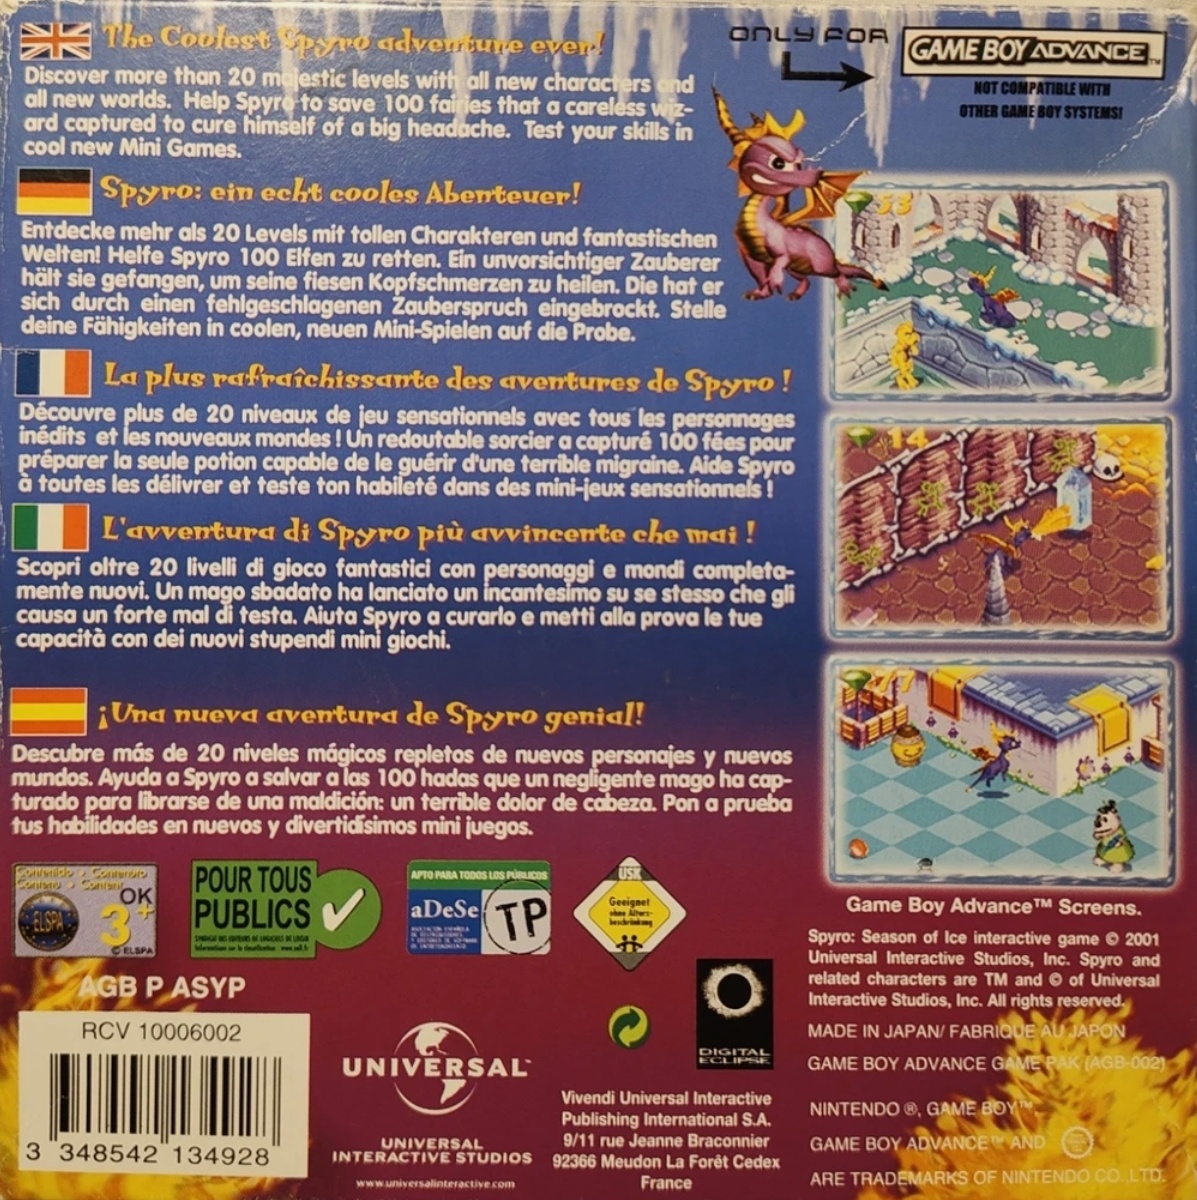 The Coolest Spyro adventure ever!
Discover more than 20 majestic levels with all new characters and
all new worlds. Help Spyro to save 100 fairies that a careless wiz-
ard captured to cure himself of a big headache. Test your skills in
cool new Mini Games.
ONLY FOR
GAME BOY ADVANCE™
NOT COMPATIBLE WITH
OTHER GAME BOY SYSTEMS!
Spyro: ein echt cooles Abenteuer!
Entdecke mehr als 20 Levels mit tollen Charakteren und fantastischen
Welten! Helfe Spyro 100 Elfen zu retten. Ein unvorsichtiger Zauberer
hält sie gefangen, um seine fiesen Kopfschmerzen zu heilen. Die hat er
sich durch einen fehlgeschlagenen Zauberspruch eingebrockt. Stelle
deine Fähigkeiten in coolen, neuen Mini-Spielen auf die Probe.
La plus rafraîchissante des aventures de Spyro !
Découvre plus de 20 niveaux de jeu sensationnels avec tous les personnages
inédits et les nouveaux mondes ! Un redoutable sorcier a capturé 100 fées pour
préparer la seule potion capable de le guérir d'une terrible migraine. Aide Spyro
à toutes les délivrer et teste ton habileté dans des mini-jeux sensationnels !
L'avventura di Spyro più avvincente che mai !
Scopri oltre 20 livelli di gioco fantastici con personaggi e mondi completa-
mente nuovi. Un mago sbadato ha lanciato un incantesimo su se stesso che gli
causa un forte mal di testa. Aiuta Spyro a curarlo e metti alla prova le tue
capacità con dei nuovi stupendi mini giochi.
¡Una nueva aventura de Spyro genial!
Descubre más de 20 niveles mágicos repletos de nuevos personajes y nuevos
mundos. Ayuda a Spyro a salvar a las 100 hadas que un negligente mago ha cap-
turado para librarse de una maldición: un terrible dolor de cabeza. Pon a prueba
tus habilidades en nuevos y divertidísimos mini juegos.
33
14
77
Contenido • Contenuto
Content
ELSPA
OK
3+
© ELSPA
POUR TOUS
PUBLICS
APTO PARA TODOS LOS PÚBLICOS
aDeSe
TP
USK
Geeignet
ohne Alters-
beschränkung
Game Boy Advance™ Screens.
Spyro: Season of Ice interactive game © 2001
Universal Interactive Studios, Inc. Spyro and
related characters are TM and © of Universal
Interactive Studios, Inc. All rights reserved.
MADE IN JAPAN/ FABRIQUE AU JAPON
GAME BOY ADVANCE GAME PAK (AGB-002)
NINTENDO ®, GAME BOY™,
GAME BOY ADVANCE™ AND
ARE TRADEMARKS OF NINTENDO CO., LTD.
AGB P ASYP
RCV 10006002
3 348542 134928
UNIVERSAL™
UNIVERSAL
INTERACTIVE STUDIOS
www.universalinteractive.com
DIGITAL
ECLIPSE
Vivendi Universal Interactive
Publishing International S.A.
9/11 rue Jeanne Braconnier
92366 Meudon La Forêt Cedex
France